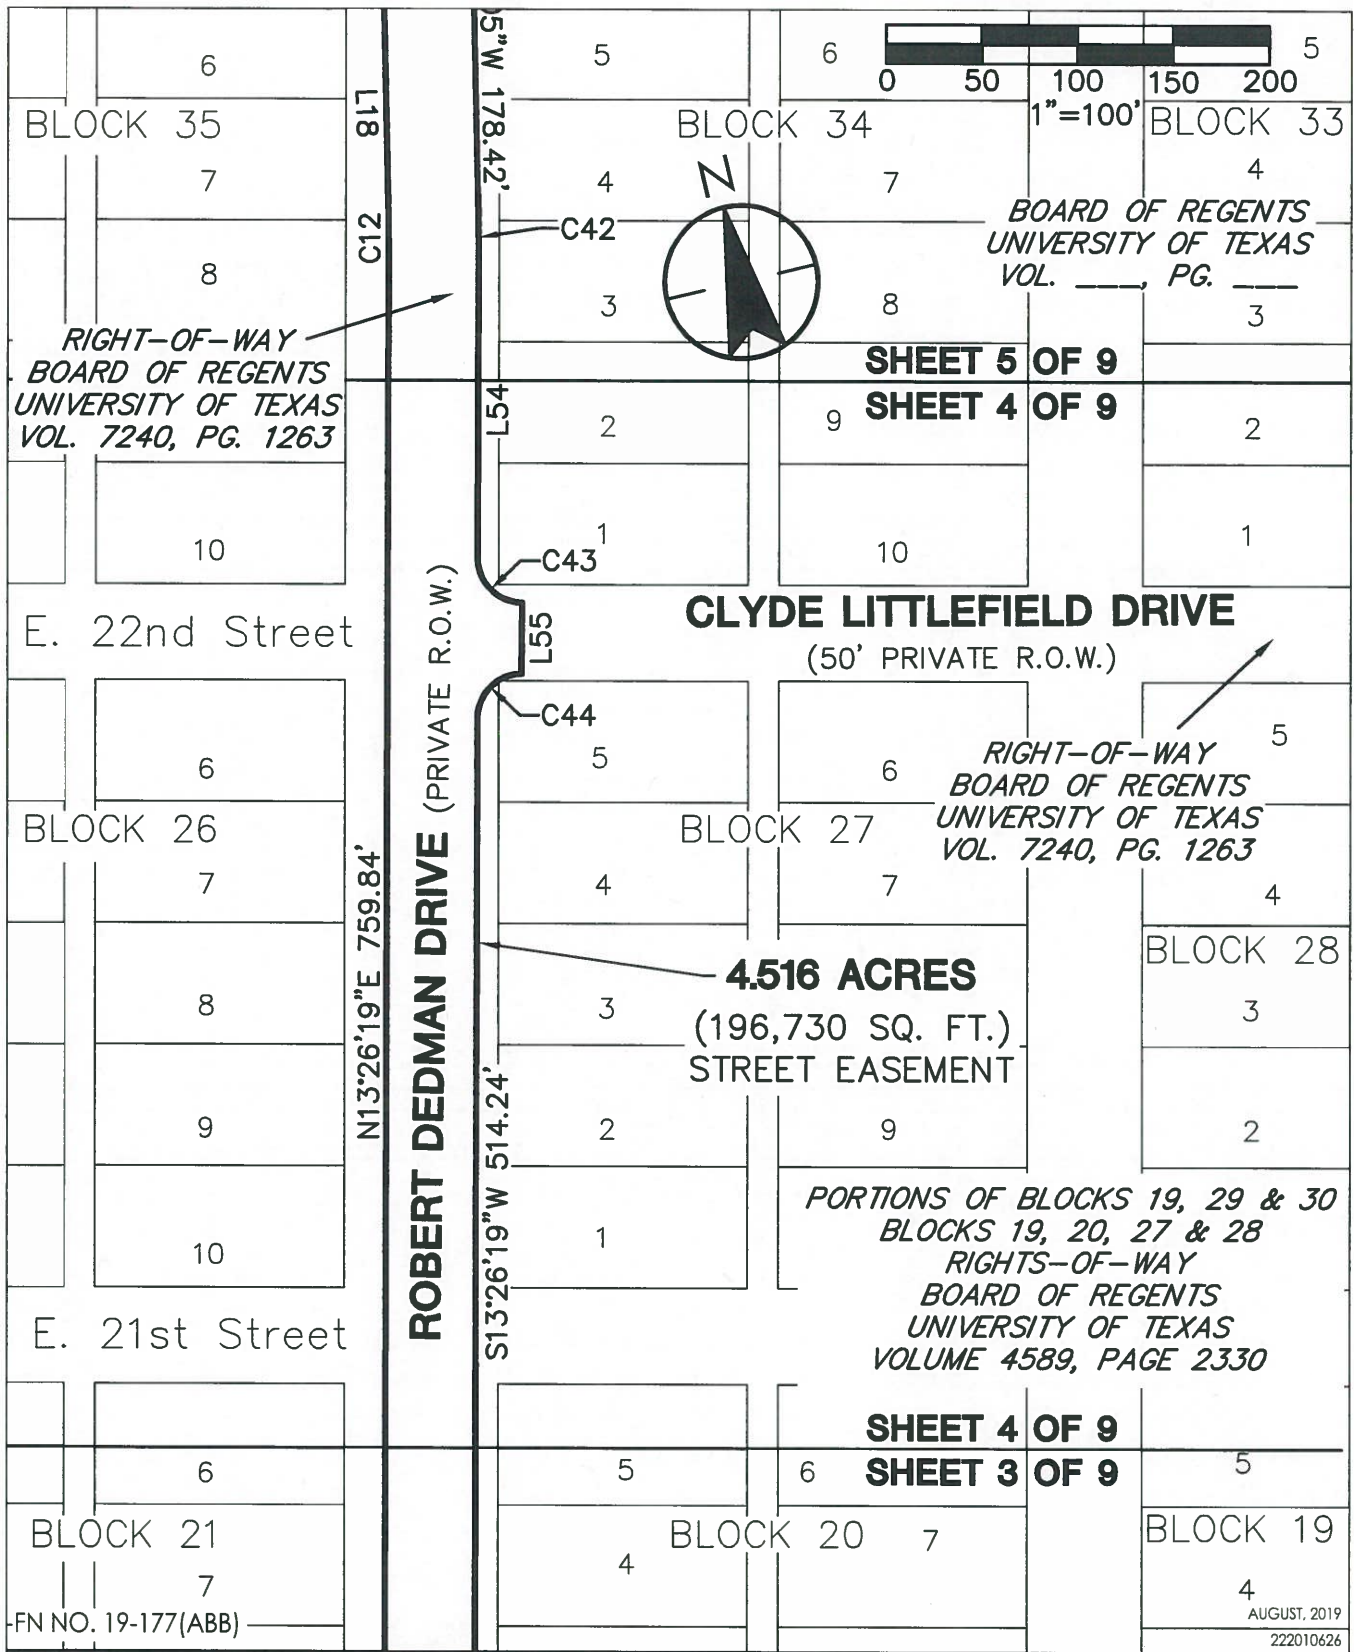 6
5
6
5
0 50 100 150 200
1"=100'
BLOCK 35
BLOCK 34
BLOCK 33
L18
5"W 178.42'
7
4
7
4
N
BOARD OF REGENTS
UNIVERSITY OF TEXAS
VOL. ___, PG. ___
C12
C42
8
3
8
3
RIGHT-OF-WAY
BOARD OF REGENTS
UNIVERSITY OF TEXAS
VOL. 7240, PG. 1263
SHEET 5 OF 9
SHEET 4 OF 9
L54
2
9
2
10
1
10
1
C43
E. 22nd Street
L55
CLYDE LITTLEFIELD DRIVE
(50' PRIVATE R.O.W.)
C44
6
5
6
5
RIGHT-OF-WAY
BOARD OF REGENTS
UNIVERSITY OF TEXAS
VOL. 7240, PG. 1263
BLOCK 26
BLOCK 27
7
4
7
4
N13°26'19"E 759.84'
ROBERT DEDMAN DRIVE (PRIVATE R.O.W.)
S13°26'19"W 514.24'
BLOCK 28
4.516 ACRES
(196,730 SQ. FT.)
STREET EASEMENT
8
3
3
9
2
9
2
10
1
PORTIONS OF BLOCKS 19, 29 & 30
BLOCKS 19, 20, 27 & 28
RIGHTS-OF-WAY
BOARD OF REGENTS
UNIVERSITY OF TEXAS
VOLUME 4589, PAGE 2330
E. 21st Street
SHEET 4 OF 9
SHEET 3 OF 9
6
5
6
5
BLOCK 21
BLOCK 20
BLOCK 19
7
4
7
4
FN NO. 19-177(ABB)
AUGUST, 2019
222010626